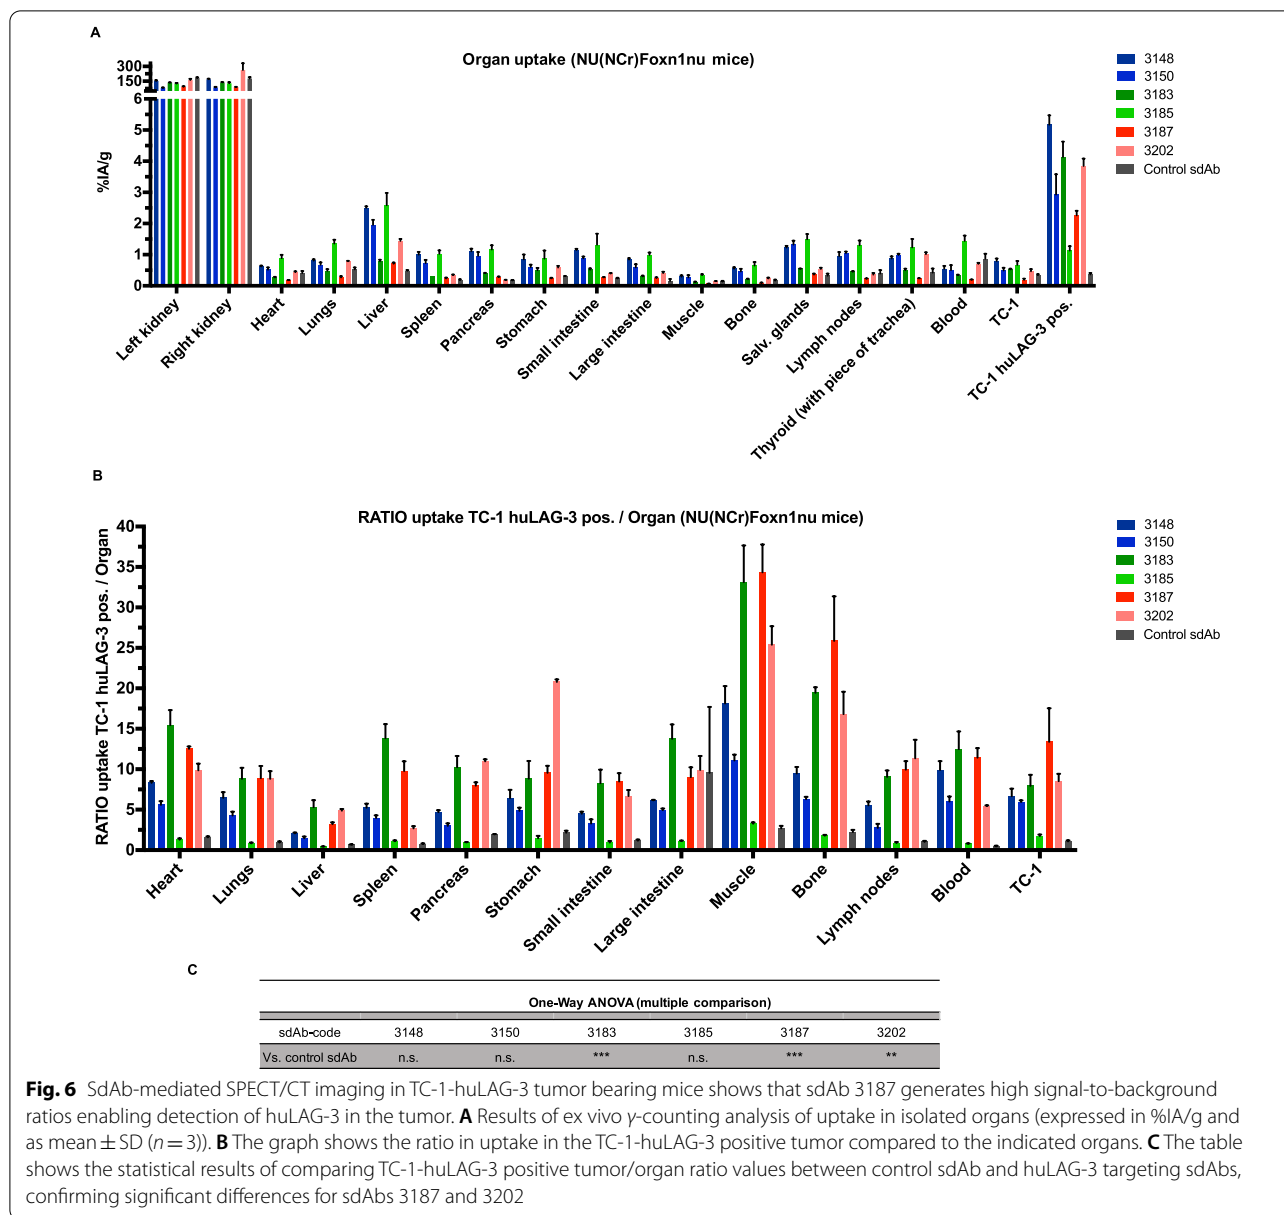 A
Organ uptake (NU(NCr)Foxn1nu mice)
%IA/g
300
150
6
5
4
3
2
1
0
Left kidney
Right kidney
Heart
Lungs
Liver
Spleen
Pancreas
Stomach
Small intestine
Large intestine
Muscle
Bone
Salv. glands
Lymph nodes
Thyroid (with piece of trachea)
Blood
TC-1
TC-1 huLAG-3 pos.
3148
3150
3183
3185
3187
3202
Control sdAb
B
RATIO uptake TC-1 huLAG-3 pos. / Organ (NU(NCr)Foxn1nu mice)
RATIO uptake TC-1 huLAG-3 pos. / Organ
40
35
30
25
20
15
10
5
0
Heart
Lungs
Liver
Spleen
Pancreas
Stomach
Small intestine
Large intestine
Muscle
Bone
Lymph nodes
Blood
TC-1
3148
3150
3183
3185
3187
3202
Control sdAb
C
One-Way ANOVA (multiple comparison)
sdAb-code 3148 3150 3183 3185 3187 3202
Vs. control sdAb n.s. n.s. *** n.s. *** **
Fig. 6 SdAb-mediated SPECT/CT imaging in TC-1-huLAG-3 tumor bearing mice shows that sdAb 3187 generates high signal-to-background
ratios enabling detection of huLAG-3 in the tumor. A Results of ex vivo γ-counting analysis of uptake in isolated organs (expressed in %IA/g and
as mean ± SD (n = 3)). B The graph shows the ratio in uptake in the TC-1-huLAG-3 positive tumor compared to the indicated organs. C The table
shows the statistical results of comparing TC-1-huLAG-3 positive tumor/organ ratio values between control sdAb and huLAG-3 targeting sdAbs,
confirming significant differences for sdAbs 3187 and 3202